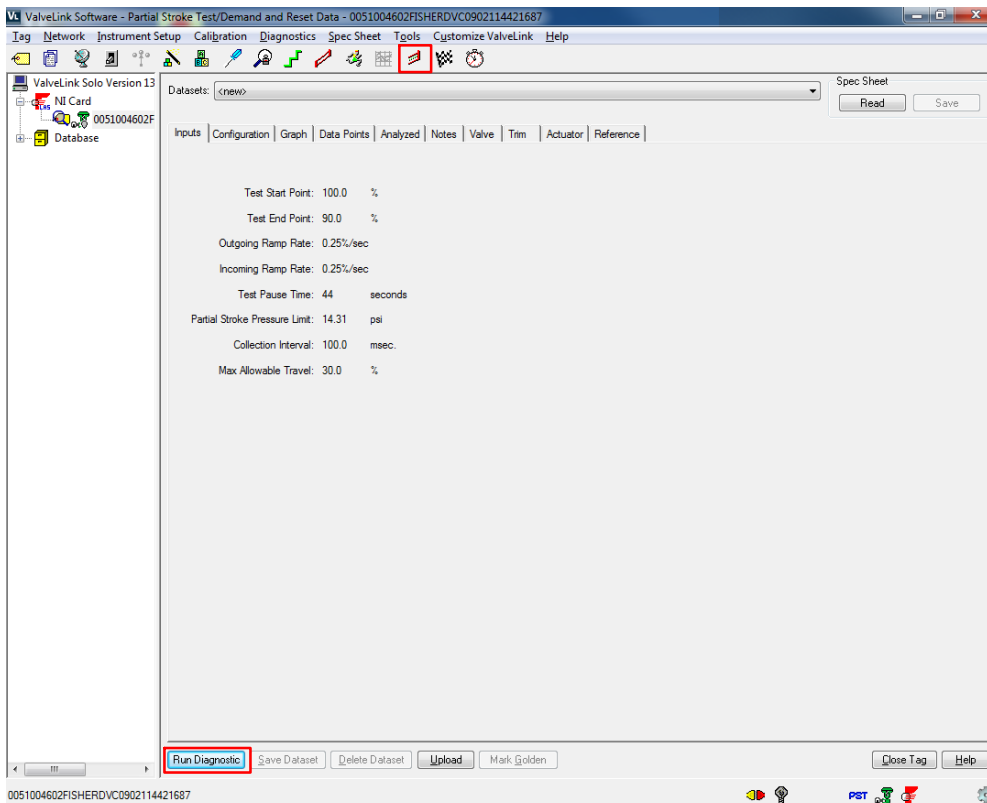 ValveLink Software - Partial Stroke Test/Demand and Reset Data - 0051004602FISHERDVC0902114421687
Tag Network Instrument Setup Calibration Diagnostics Spec Sheet Tools Customize ValveLink Help
ValveLink Solo Version 13
NI Card
0051004602F
Database
Datasets: <new>
Spec Sheet
Read Save
Inputs Configuration Graph Data Points Analyzed Notes Valve Trim Actuator Reference
Test Start Point: 100.0 %
Test End Point: 90.0 %
Outgoing Ramp Rate: 0.25%/sec
Incoming Ramp Rate: 0.25%/sec
Test Pause Time: 44 seconds
Partial Stroke Pressure Limit: 14.31 psi
Collection Interval: 100.0 msec.
Max Allowable Travel: 30.0 %
Run Diagnostic Save Dataset Delete Dataset Upload Mark Golden Close Tag Help
0051004602FISHERDVC0902114421687 PST